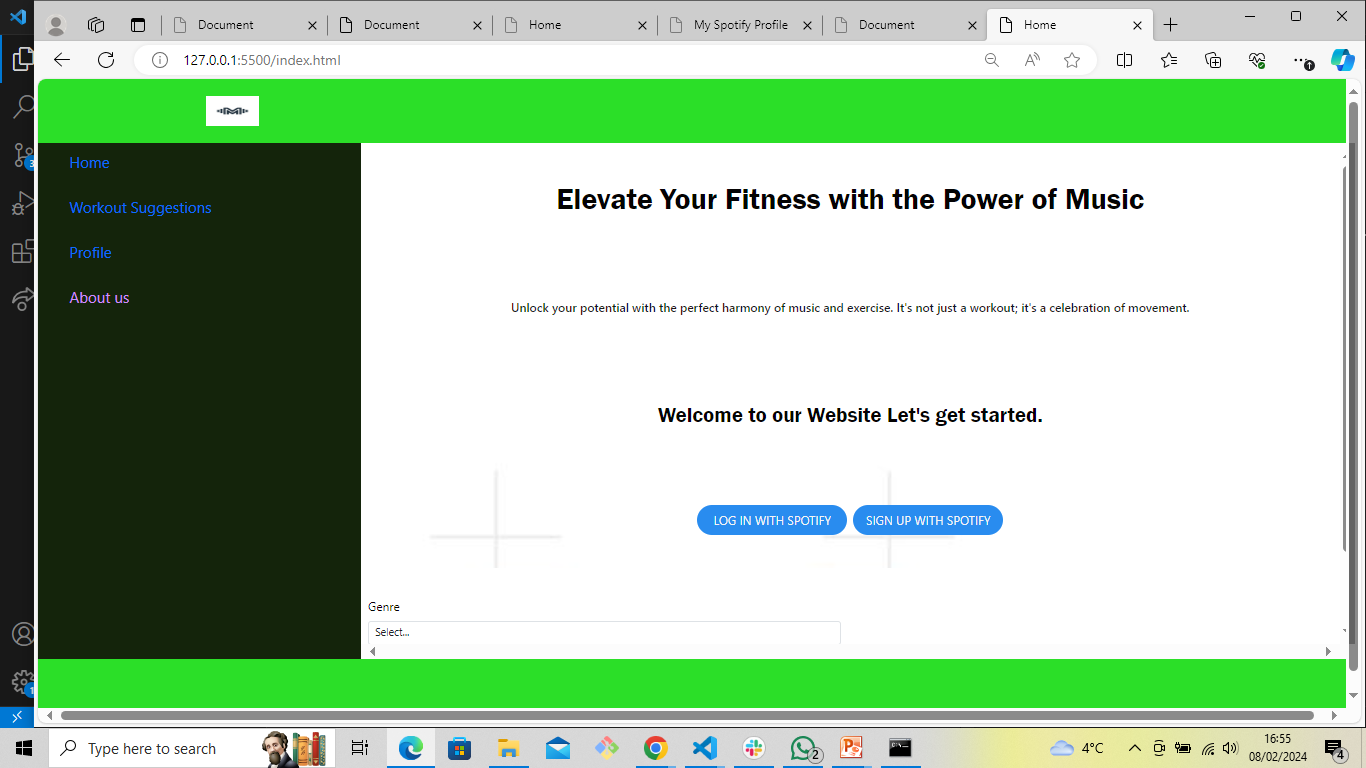 Document
Document
Home
My Spotify Profile
Document
Home
127.0.0.1:5500/index.html
M
Home
Workout Suggestions
Profile
About us
Elevate Your Fitness with the Power of Music
Unlock your potential with the perfect harmony of music and exercise. It's not just a workout; it's a celebration of movement.
Welcome to our Website Let's get started.
LOG IN WITH SPOTIFY
SIGN UP WITH SPOTIFY
Genre
Select...
3
1
Type here to search
2
4°C
16:55
08/02/2024
4